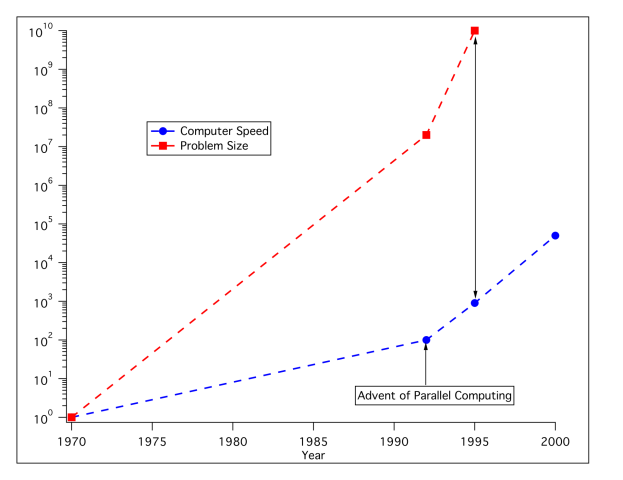 10^10
10^9
10^8
10^7
10^6
10^5
10^4
10^3
10^2
10^1
10^0
Computer Speed
Problem Size
Advent of Parallel Computing
1970 1975 1980 1985 1990 1995 2000
Year